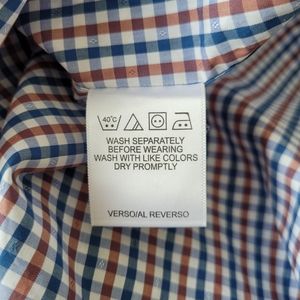 40°C
WASH SEPARATELY
BEFORE WEARING
WASH WITH LIKE COLORS
DRY PROMPTLY
VERSO/AL REVERSO